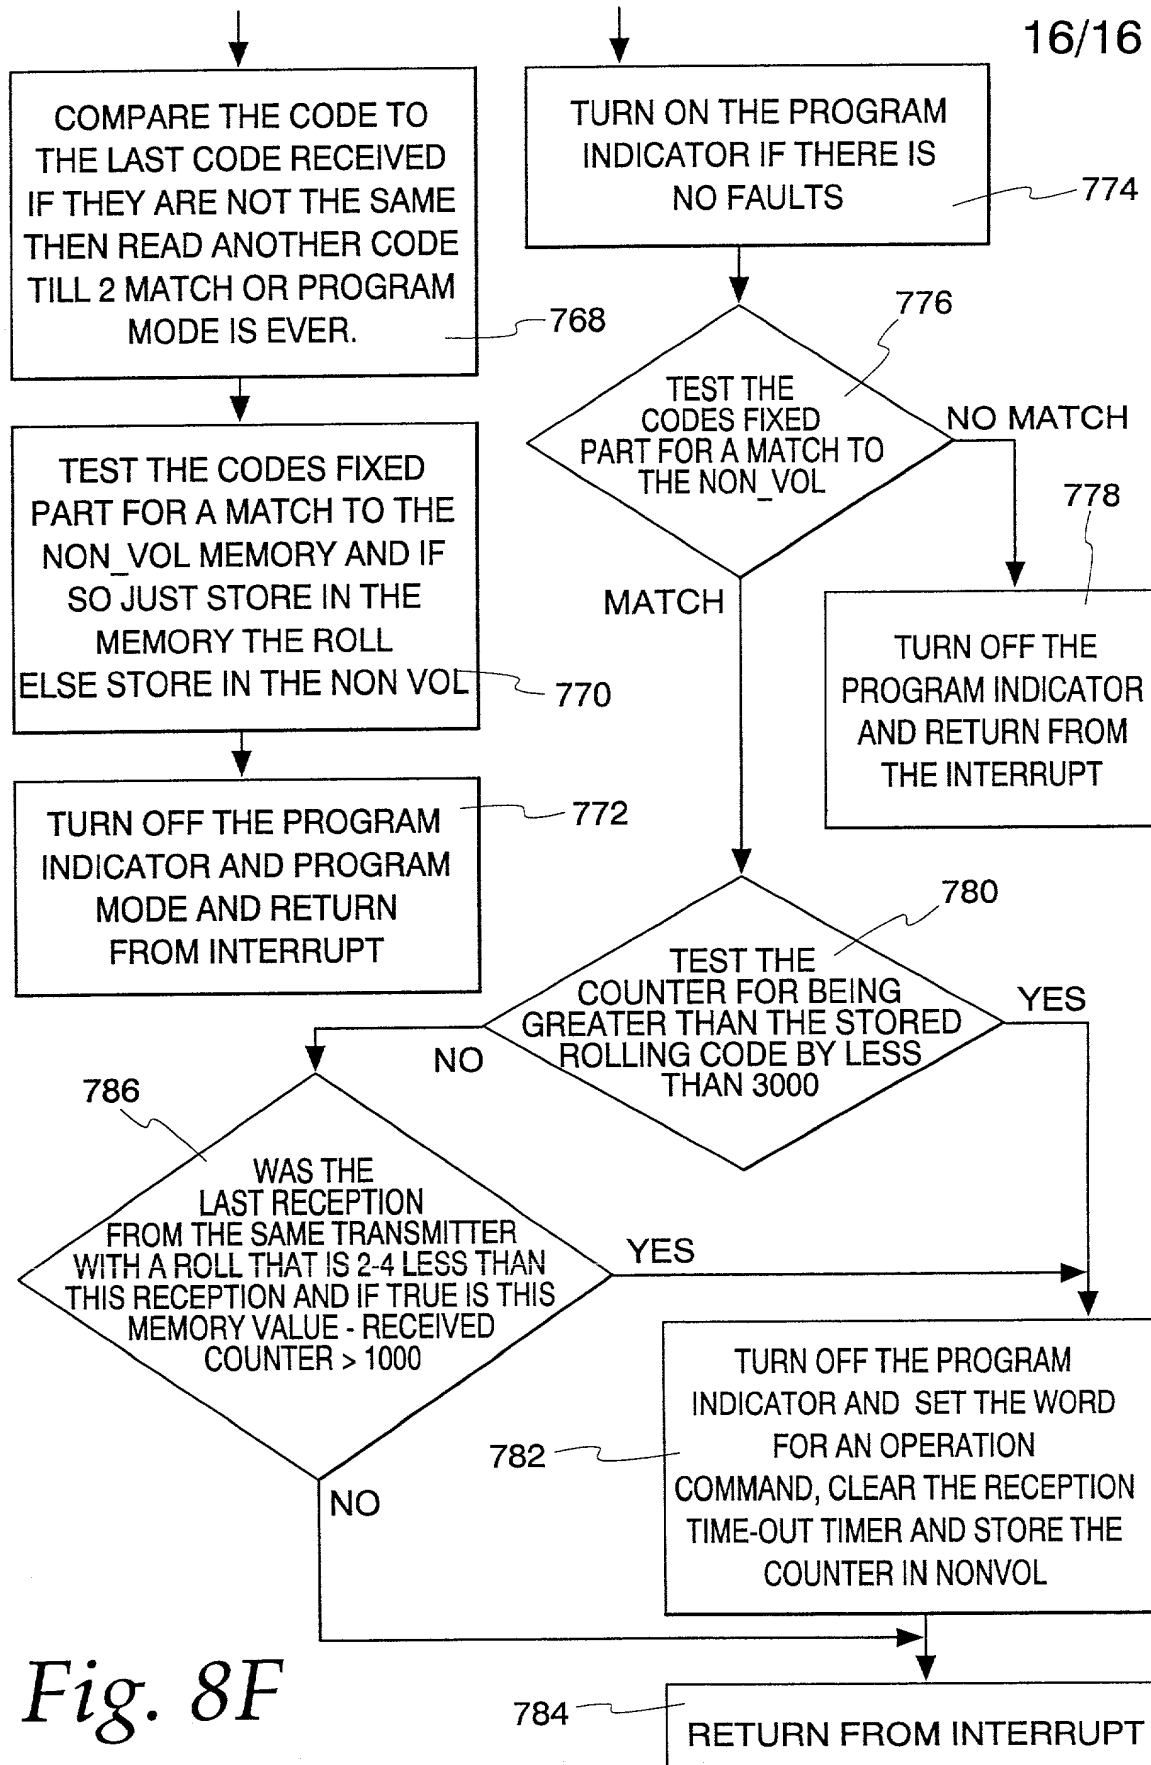 16/16
COMPARE THE CODE TO
THE LAST CODE RECEIVED
IF THEY ARE NOT THE SAME
THEN READ ANOTHER CODE
TILL 2 MATCH OR PROGRAM
MODE IS EVER.
768
TEST THE CODES FIXED
PART FOR A MATCH TO THE
NON_VOL MEMORY AND IF
SO JUST STORE IN THE
MEMORY THE ROLL
ELSE STORE IN THE NON VOL
770
TURN OFF THE PROGRAM
INDICATOR AND PROGRAM
MODE AND RETURN
FROM INTERRUPT
772
TURN ON THE PROGRAM
INDICATOR IF THERE IS
NO FAULTS
774
776
TEST THE
CODES FIXED
PART FOR A MATCH TO
THE NON_VOL
NO MATCH
MATCH
778
TURN OFF THE
PROGRAM INDICATOR
AND RETURN FROM
THE INTERRUPT
780
TEST THE
COUNTER FOR BEING
GREATER THAN THE STORED
ROLLING CODE BY LESS
THAN 3000
YES
NO
786
WAS THE
LAST RECEPTION
FROM THE SAME TRANSMITTER
WITH A ROLL THAT IS 2-4 LESS THAN
THIS RECEPTION AND IF TRUE IS THIS
MEMORY VALUE - RECEIVED
COUNTER > 1000
YES
NO
TURN OFF THE PROGRAM
INDICATOR AND SET THE WORD
FOR AN OPERATION
COMMAND, CLEAR THE RECEPTION
TIME-OUT TIMER AND STORE THE
COUNTER IN NONVOL
782
784
RETURN FROM INTERRUPT
Fig. 8F